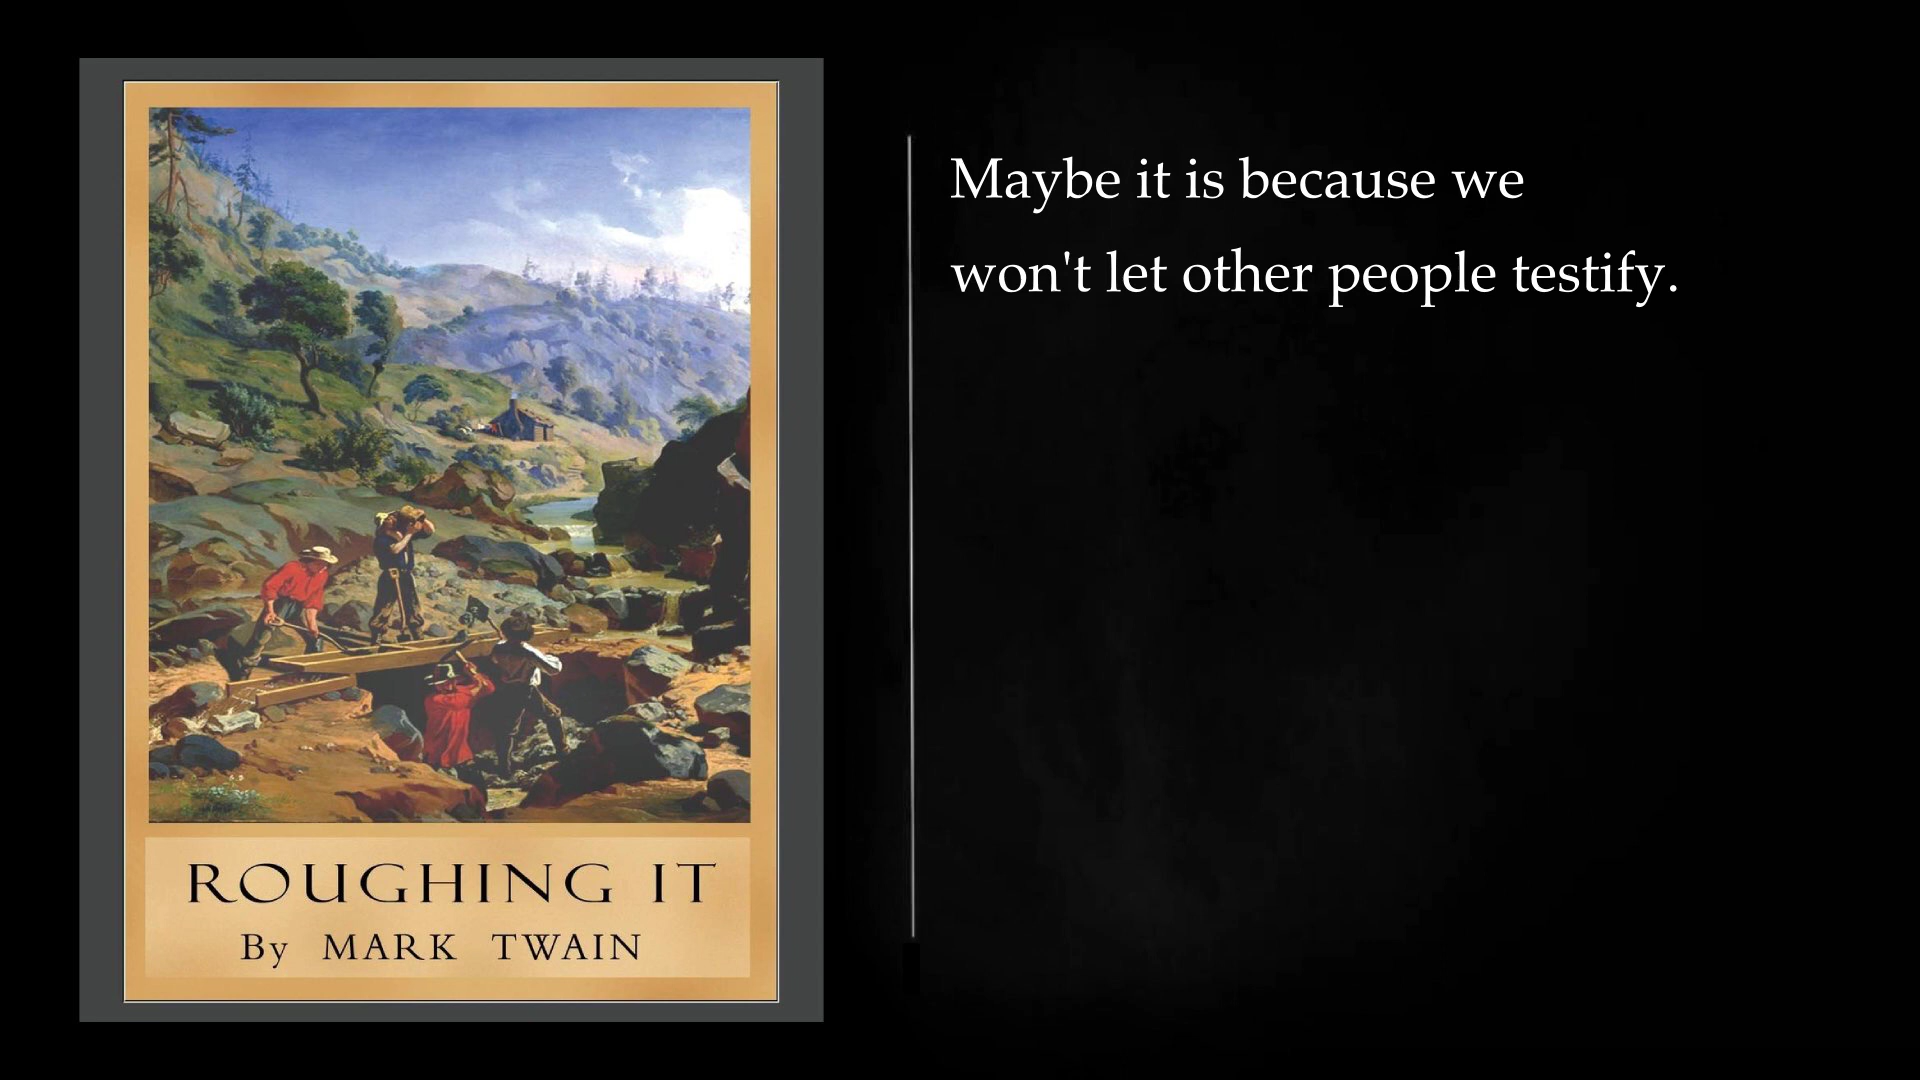 ROUGHING IT
By MARK TWAIN
Maybe it is because we
won't let other people testify.